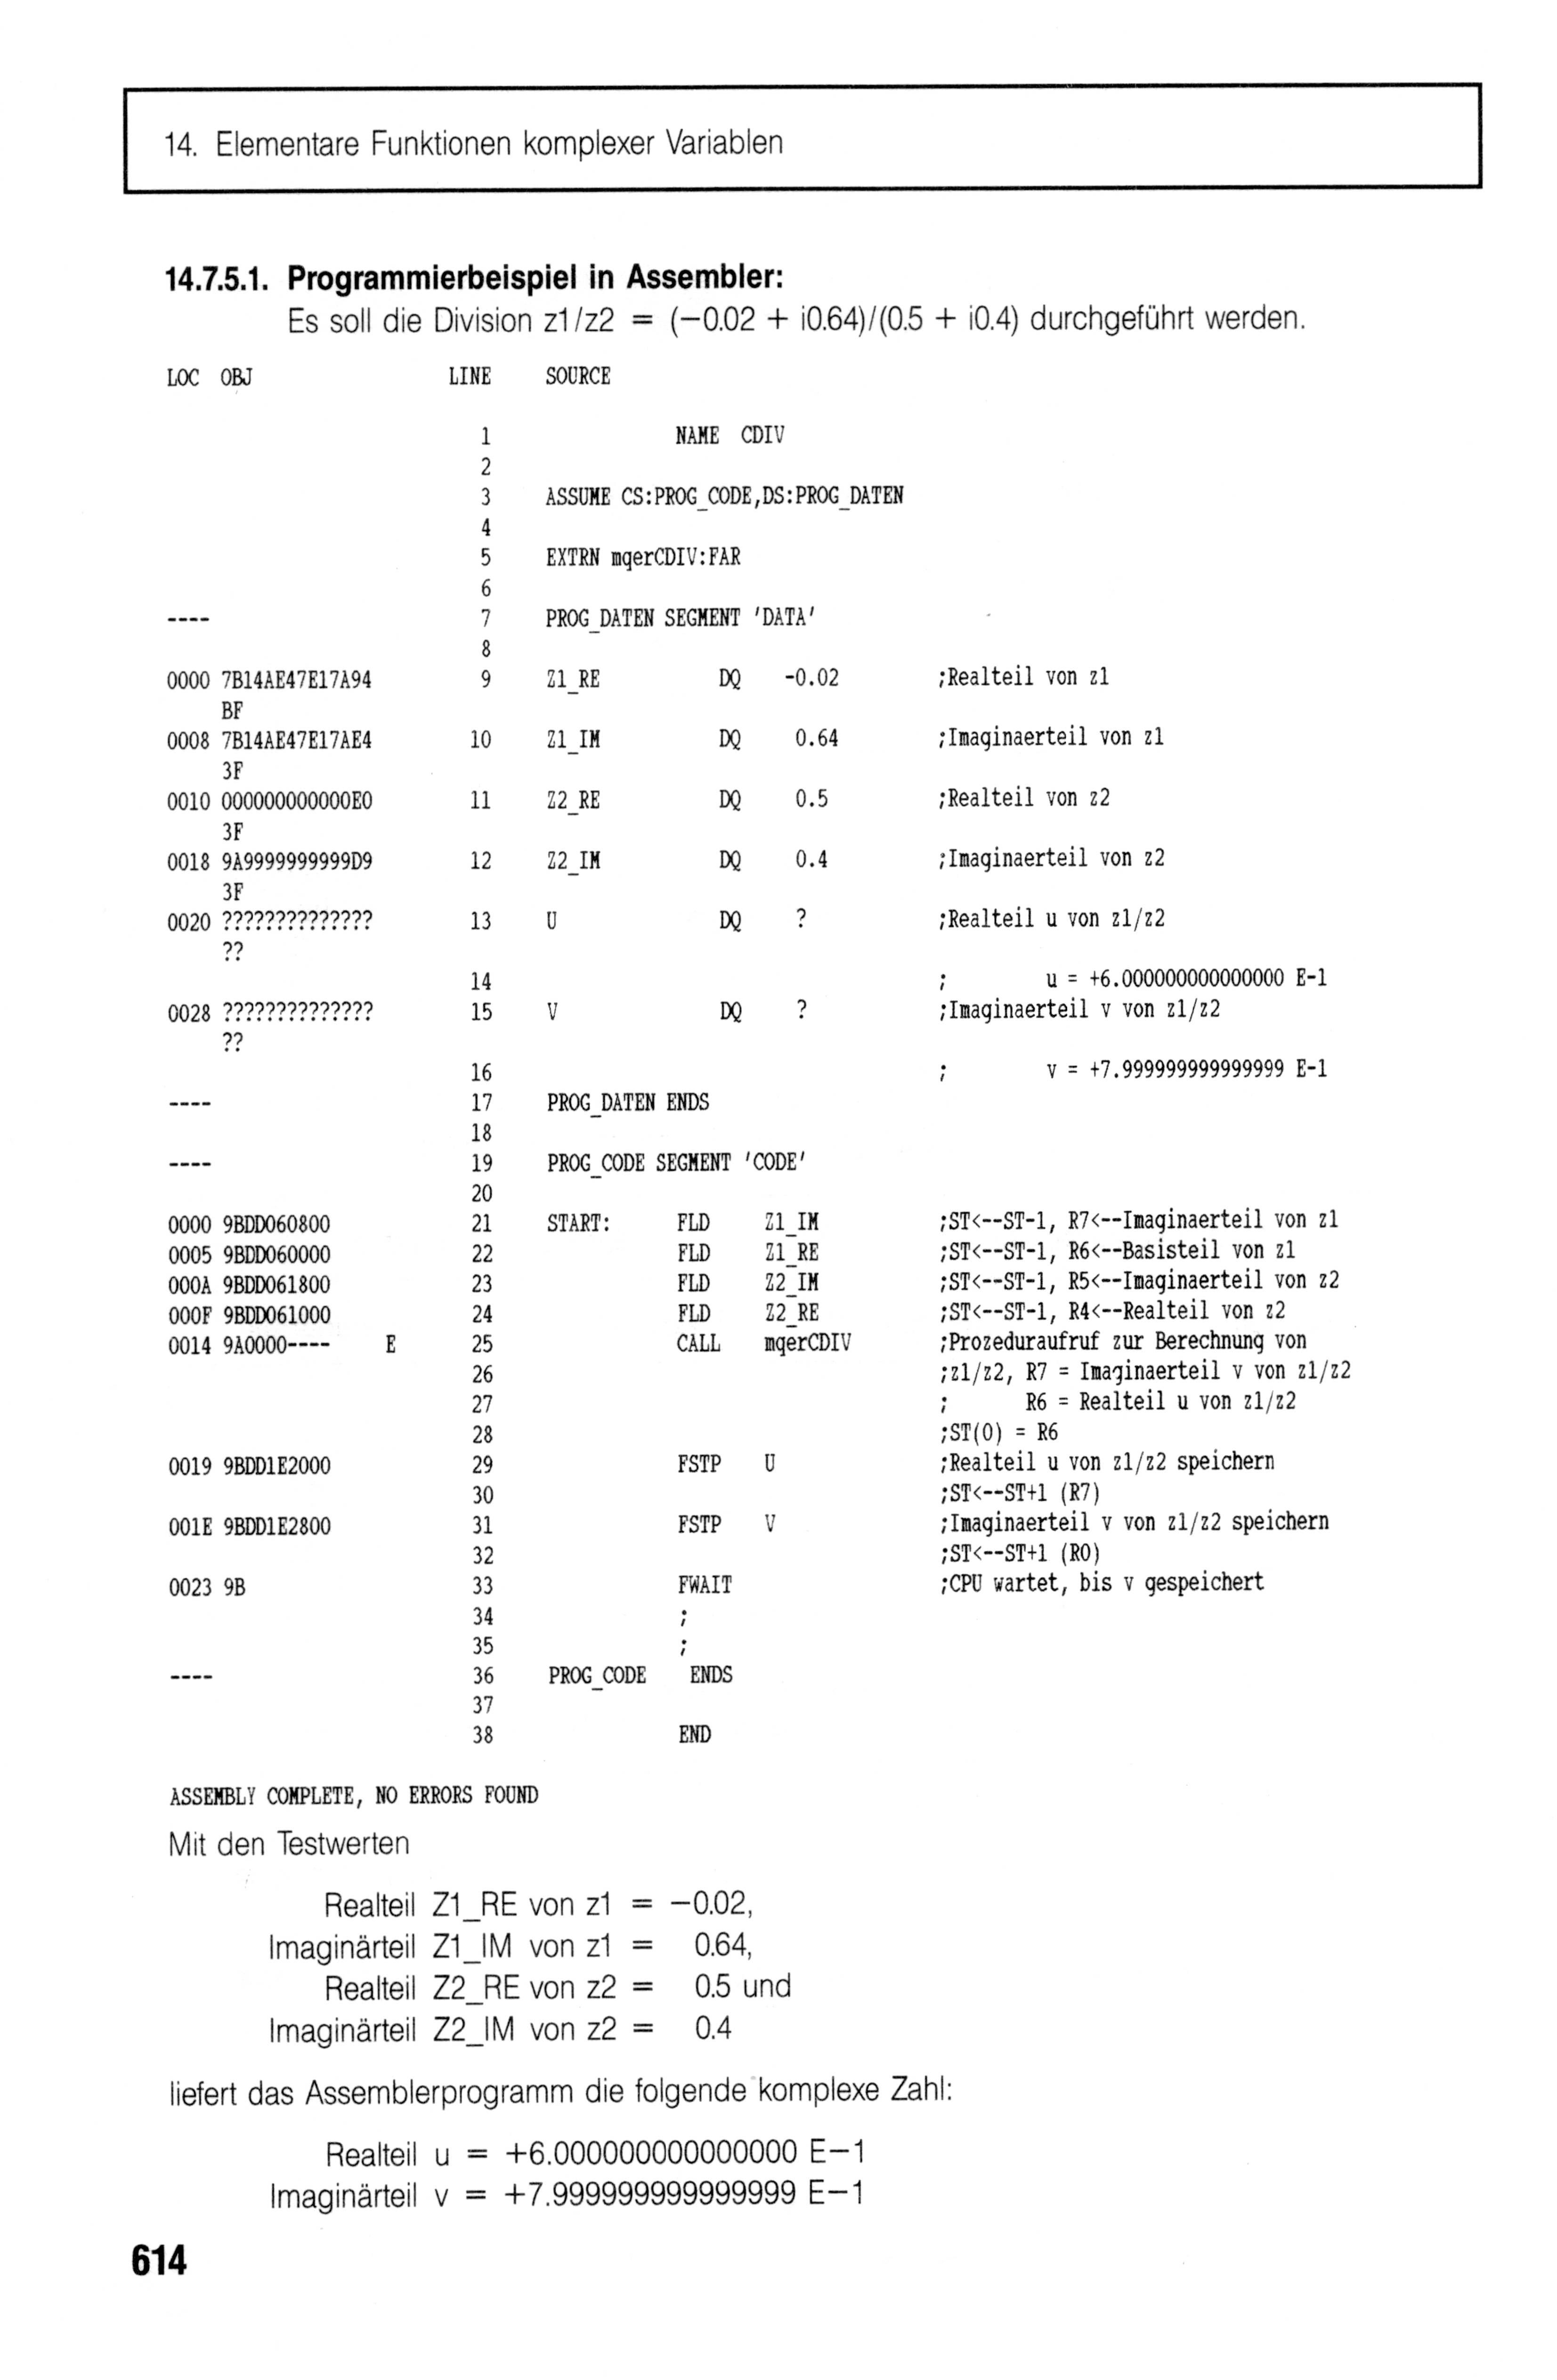 14. Elementare Funktionen komplexer Variablen
14.7.5.1. Programmierbeispiel in Assembler:
Es soll die Division z1/z2 = (−0.02 + i0.64)/(0.5 + i0.4) durchgeführt werden.
LOC OBJ LINE SOURCE
1 NAME CDIV
2
3 ASSUME CS:PROG_CODE,DS:PROG_DATEN
4
5 EXTRN mqerCDIV:FAR
6
---- 7 PROG_DATEN SEGMENT 'DATA'
8
0000 7B14AE47E17A94 9 Z1_RE DQ -0.02 ;Realteil von z1
BF
0008 7B14AE47E17AE4 10 Z1_IM DQ 0.64 ;Imaginaerteil von z1
3F
0010 000000000000E0 11 Z2_RE DQ 0.5 ;Realteil von z2
3F
0018 9A9999999999D9 12 Z2_IM DQ 0.4 ;Imaginaerteil von z2
3F
0020 ?????????????? 13 U DQ ? ;Realteil u von z1/z2
??
14 ; u = +6.000000000000000 E-1
0028 ?????????????? 15 V DQ ? ;Imaginaerteil v von z1/z2
??
16 ; v = +7.999999999999999 E-1
---- 17 PROG_DATEN ENDS
18
---- 19 PROG_CODE SEGMENT 'CODE'
20
0000 9BDD060800 21 START: FLD Z1_IM ;ST<--ST-1, R7<--Imaginaerteil von z1
0005 9BDD060000 22 FLD Z1_RE ;ST<--ST-1, R6<--Basisteil von z1
000A 9BDD061800 23 FLD Z2_IM ;ST<--ST-1, R5<--Imaginaerteil von z2
000F 9BDD061000 24 FLD Z2_RE ;ST<--ST-1, R4<--Realteil von z2
0014 9A0000---- E 25 CALL mqerCDIV ;Prozeduraufruf zur Berechnung von
26 ;z1/z2, R7 = Imaginaerteil v von z1/z2
27 ; R6 = Realteil u von z1/z2
28 ;ST(0) = R6
0019 9BDD1E2000 29 FSTP U ;Realteil u von z1/z2 speichern
30 ;ST<--ST+1 (R7)
001E 9BDD1E2800 31 FSTP V ;Imaginaerteil v von z1/z2 speichern
32 ;ST<--ST+1 (R0)
0023 9B 33 FWAIT ;CPU wartet, bis v gespeichert
34 ;
35 ;
---- 36 PROG_CODE ENDS
37
38 END
ASSEMBLY COMPLETE, NO ERRORS FOUND
Mit den Testwerten
Realteil Z1_RE von z1 = −0.02,
Imaginärteil Z1_IM von z1 = 0.64,
Realteil Z2_RE von z2 = 0.5 und
Imaginärteil Z2_IM von z2 = 0.4
liefert das Assemblerprogramm die folgende komplexe Zahl:
Realteil u = +6.000000000000000 E−1
Imaginärteil v = +7.999999999999999 E−1
614